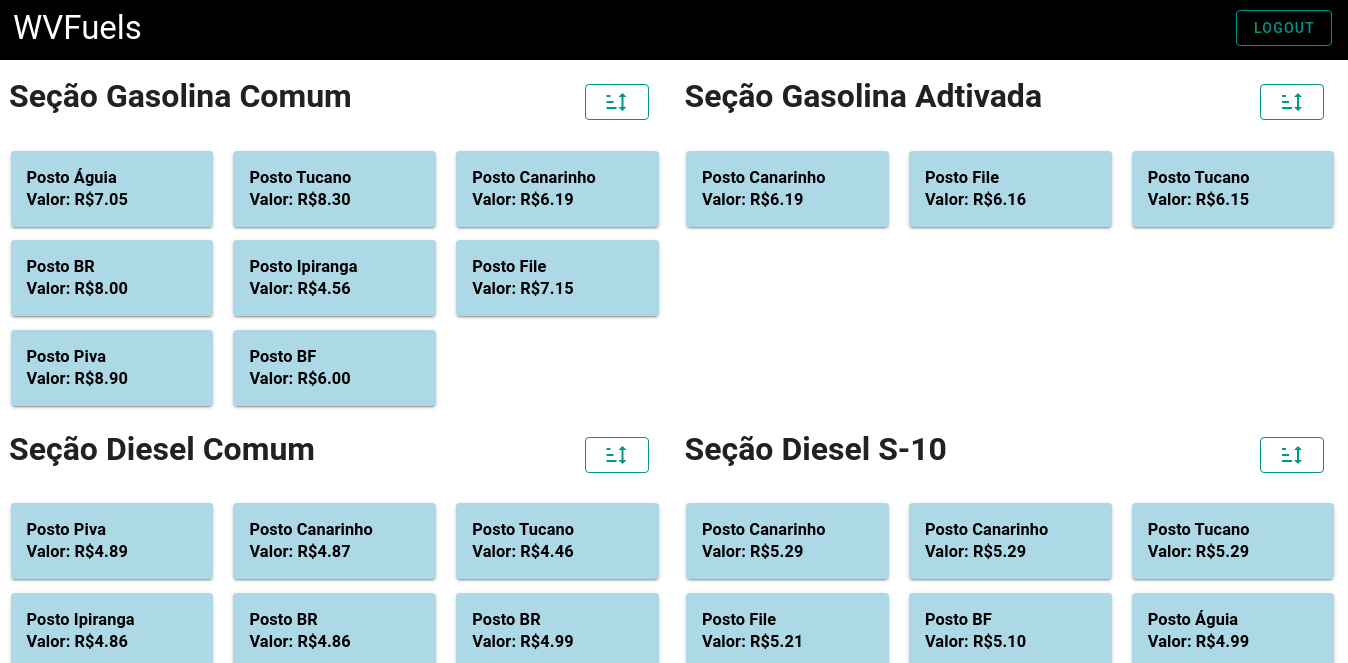 WVFuels
LOGOUT
Seção Gasolina Comum
Posto Águia
Valor: R$7.05
Posto Tucano
Valor: R$8.30
Posto Canarinho
Valor: R$6.19
Posto BR
Valor: R$8.00
Posto Ipiranga
Valor: R$4.56
Posto File
Valor: R$7.15
Posto Piva
Valor: R$8.90
Posto BF
Valor: R$6.00
Seção Gasolina Adtivada
Posto Canarinho
Valor: R$6.19
Posto File
Valor: R$6.16
Posto Tucano
Valor: R$6.15
Seção Diesel Comum
Posto Piva
Valor: R$4.89
Posto Canarinho
Valor: R$4.87
Posto Tucano
Valor: R$4.46
Posto Ipiranga
Valor: R$4.86
Posto BR
Valor: R$4.86
Posto BR
Valor: R$4.99
Seção Diesel S-10
Posto Canarinho
Valor: R$5.29
Posto Canarinho
Valor: R$5.29
Posto Tucano
Valor: R$5.29
Posto File
Valor: R$5.21
Posto BF
Valor: R$5.10
Posto Águia
Valor: R$4.99